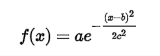 f(x) = ae^{-\frac{(x-b)^2}{2c^2}}